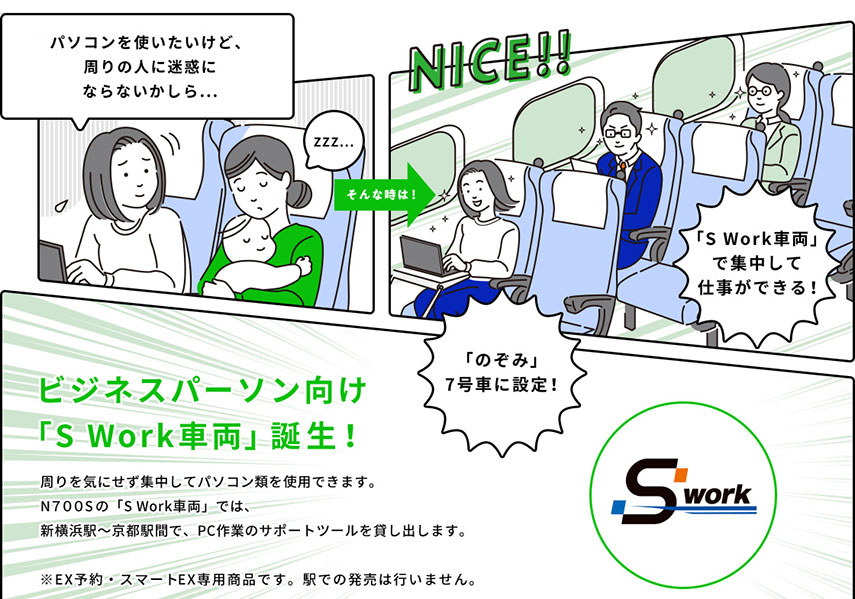 パソコンを使いたいけど、
周りの人に迷惑に
ならないかしら...
zzz...
そんな時は！
NICE!!
「S Work車両」
で集中して
仕事ができる！
「のぞみ」
7号車に設定！
ビジネスパーソン向け
「S Work車両」誕生！
周りを気にせず集中してパソコン類を使用できます。
N700Sの「S Work車両」では、
新横浜駅～京都駅間で、PC作業のサポートツールを貸し出します。
※EX予約・スマートEX専用商品です。駅での発売は行いません。
S work